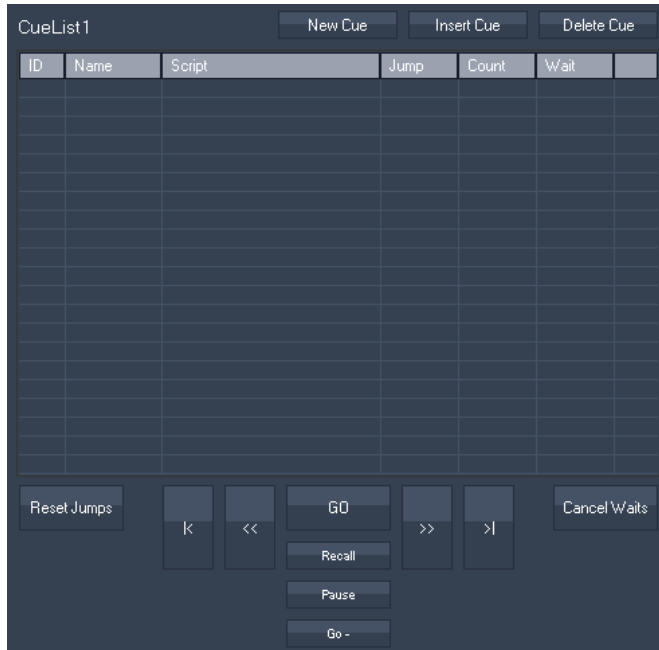 CueList1 New Cue Insert Cue Delete Cue
ID Name Script Jump Count Wait
Reset Jumps |< << GO >> >| Cancel Waits
Recall
Pause
Go -